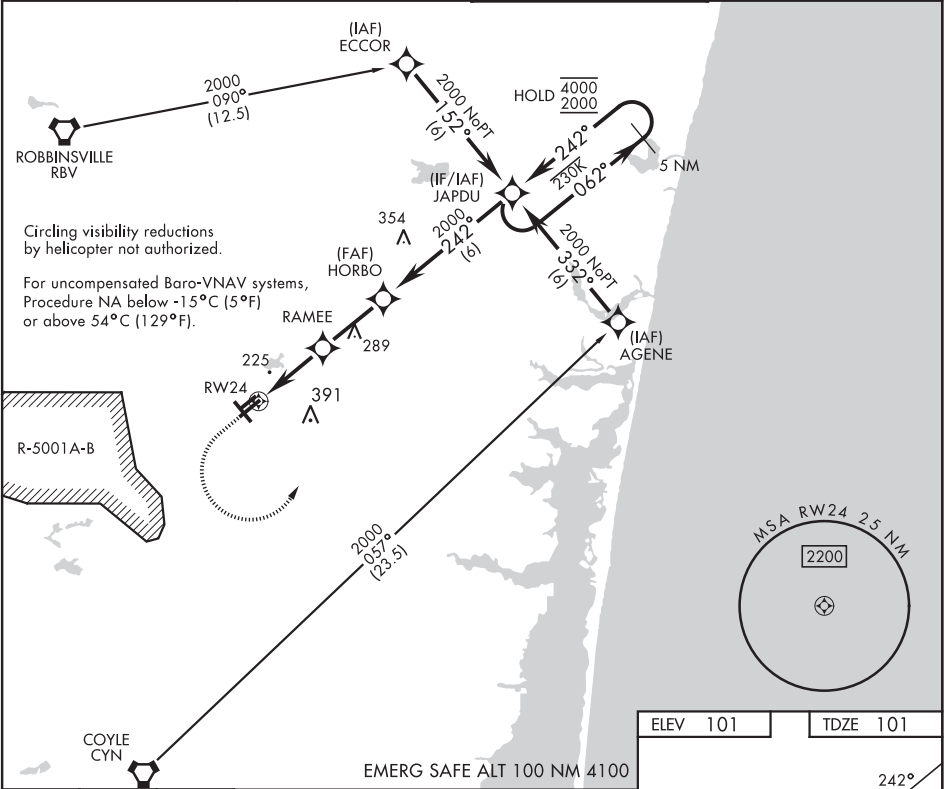 (IAF)
ECCOR
2000
090°
(12.5)
ROBBINSVILLE
RBV
2000 NoPT
152°
(6)
HOLD 4000
2000
242°
230K
062°
5 NM
(IF/IAF)
JAPDU
2000
242°
(6)
2000 NoPT
332°
(6)
(IAF)
AGENE
354
(FAF)
HORBO
Circling visibility reductions
by helicopter not authorized.
For uncompensated Baro-VNAV systems,
Procedure NA below -15°C (5°F)
or above 54°C (129°F).
RAMEE
289
225
RW24
391
R-5001A-B
2000
057°
(23.5)
MSA RW24 25 NM
2200
COYLE
CYN
EMERG SAFE ALT 100 NM 4100
ELEV 101
TDZE 101
242°